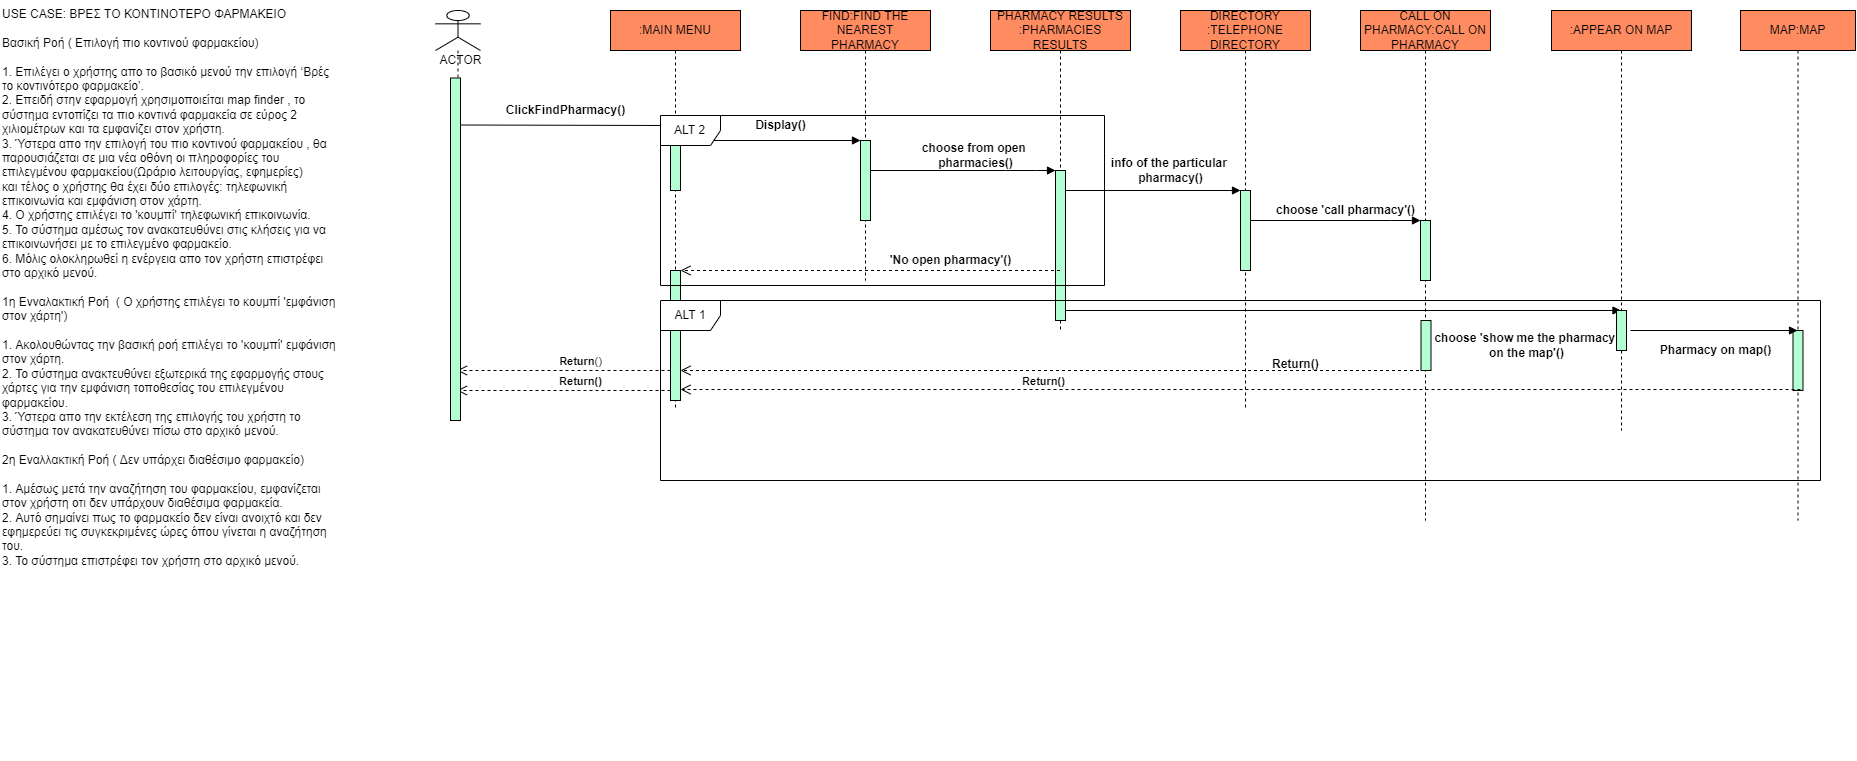 USE CASE: ΒΡΕΣ ΤΟ ΚΟΝΤΙΝΟΤΕΡΟ ΦΑΡΜΑΚΕΙΟ
Βασική Ροή ( Επιλογή πιο κοντινού φαρμακείου)
1. Επιλέγει ο χρήστης απο το βασικό μενού την επιλογή ‘Βρές
το κοντινότερο φαρμακείο’.
2. Επειδή στην εφαρμογή χρησιμοποιείται map finder , το
σύστημα εντοπίζει τα πιο κοντινά φαρμακεία σε εύρος 2
χιλιομέτρων και τα εμφανίζει στον χρήστη.
3. Ύστερα απο την επιλογή του πιο κοντινού φαρμακείου , θα
παρουσιάζεται σε μια νέα οθόνη οι πληροφορίες του
επιλεγμένου φαρμακείου(Ωράριο λειτουργίας, εφημερίες)
και τέλος ο χρήστης θα έχει δύο επιλογές: τηλεφωνική
επικοινωνία και εμφάνιση στον χάρτη.
4. Ο χρήστης επιλέγει το 'κουμπί' τηλεφωνική επικοινωνία.
5. Το σύστημα αμέσως τον ανακατευθύνει στις κλήσεις για να
επικοινωνήσει με το επιλεγμένο φαρμακείο.
6. Μόλις ολοκληρωθεί η ενέργεια απο τον χρήστη επιστρέφει
στο αρχικό μενού.
1η Ενναλακτική Ροή  ( Ο χρήστης επιλέγει το κουμπί 'εμφάνιση
στον χάρτη')
1. Ακολουθώντας την βασική ροή επιλέγει το 'κουμπί' εμφάνιση
στον χάρτη.
2. Το σύστημα ανακτευθύνει εξωτερικά της εφαρμογής στους
χάρτες για την εμφάνιση τοποθεσίας του επιλεγμένου
φαρμακείου.
3. Ύστερα απο την εκτέλεση της επιλογής του χρήστη το
σύστημα τον ανακατευθύνει πίσω στο αρχικό μενού.
2η Εναλλακτική Ροή ( Δεν υπάρχει διαθέσιμο φαρμακείο)
1. Αμέσως μετά την αναζήτηση του φαρμακείου, εμφανίζεται
στον χρήστη οτι δεν υπάρχουν διαθέσιμα φαρμακεία.
2. Αυτό σημαίνει πως το φαρμακείο δεν είναι ανοιχτό και δεν
εφημερεύει τις συγκεκριμένες ώρες όπου γίνεται η αναζήτηση
του.
3. Το σύστημα επιστρέφει τον χρήστη στο αρχικό μενού.
ACTOR
:MAIN MENU
FIND:FIND THE
NEAREST
PHARMACY
PHARMACY RESULTS
:PHARMACIES
RESULTS
DIRECTORY
:TELEPHONE
DIRECTORY
CALL ON
PHARMACY:CALL ON
PHARMACY
:APPEAR ON MAP
MAP:MAP
ClickFindPharmacy()
ALT 2
Display()
choose from open
pharmacies()
info of the particular
pharmacy()
choose 'call pharmacy'()
'No open pharmacy'()
ALT 1
choose 'show me the pharmacy
on the map'()
Pharmacy on map()
Return()
Return()
Return()
Return()